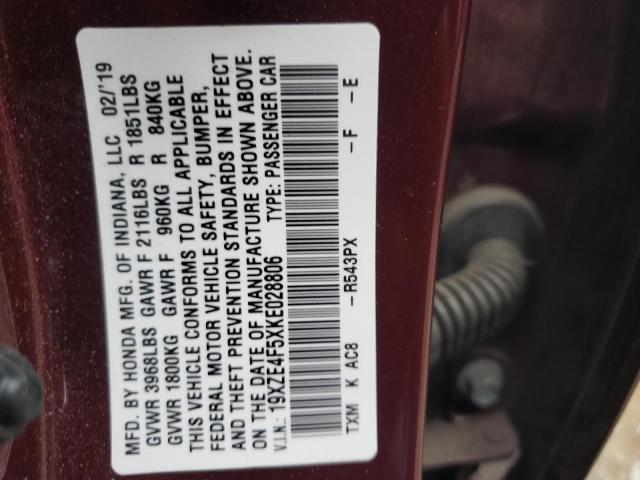 MFD. BY HONDA MFG. OF INDIANA, LLC 02/'19
GVWR 3968LBS GAWR F 2116LBS R 1851LBS
GVWR 1800KG GAWR F 960KG R 840KG
THIS VEHICLE CONFORMS TO ALL APPLICABLE
FEDERAL MOTOR VEHICLE SAFETY, BUMPER,
AND THEFT PREVENTION STANDARDS IN EFFECT
ON THE DATE OF MANUFACTURE SHOWN ABOVE.
V.I.N.: 19XZE4F5XKE028806 TYPE: PASSENGER CAR
TXM K AC8 - R543PX - F - E